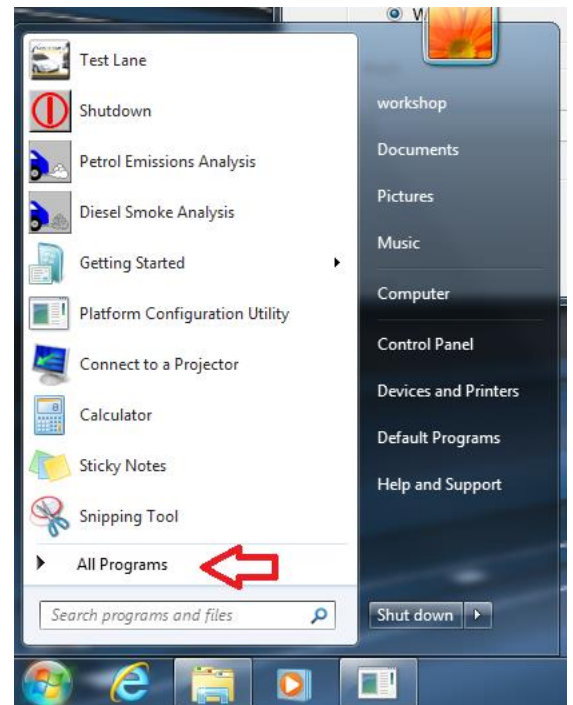 Test Lane
Shutdown
Petrol Emissions Analysis
Diesel Smoke Analysis
Getting Started
Platform Configuration Utility
Connect to a Projector
Calculator
Sticky Notes
Snipping Tool
All Programs
Search programs and files
workshop
Documents
Pictures
Music
Computer
Control Panel
Devices and Printers
Default Programs
Help and Support
Shut down